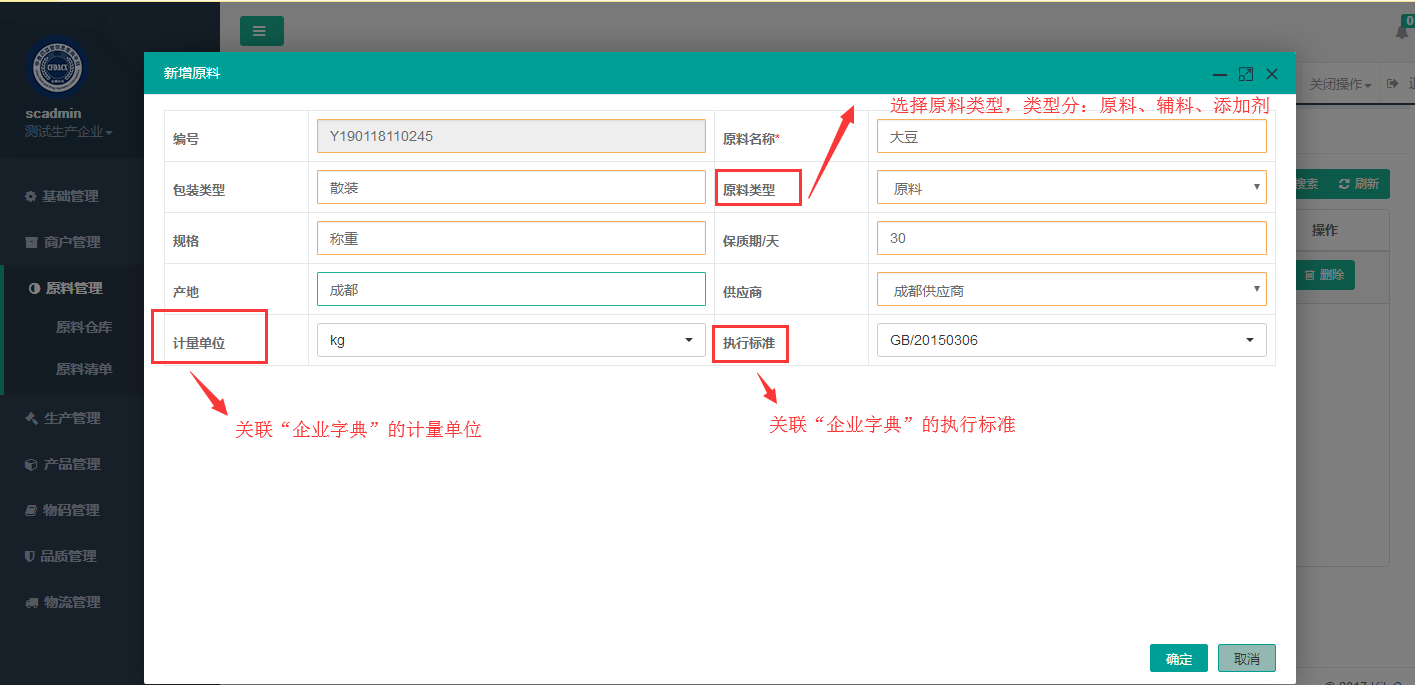 0
CFDACX
scadmin
测试生产企业
基础管理
商户管理
原料管理
原料仓库
原料清单
生产管理
产品管理
物码管理
品质管理
物流管理
关闭操作
搜索
刷新
操作
删除
新增原料
选择原料类型，类型分：原料、辅料、添加剂
编号 Y190118110245 原料名称* 大豆
包装类型 散装 原料类型 原料
规格 称重 保质期/天 30
产地 成都 供应商 成都供应商
计量单位 kg 执行标准 GB/20150306
关联“企业字典”的计量单位
关联“企业字典”的执行标准
确定 取消